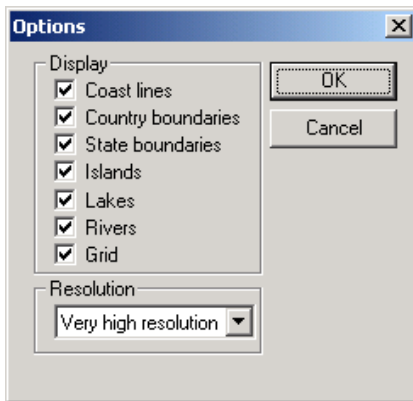 Options
Display
Coast lines
Country boundaries
State boundaries
Islands
Lakes
Rivers
Grid
OK
Cancel
Resolution
Very high resolution